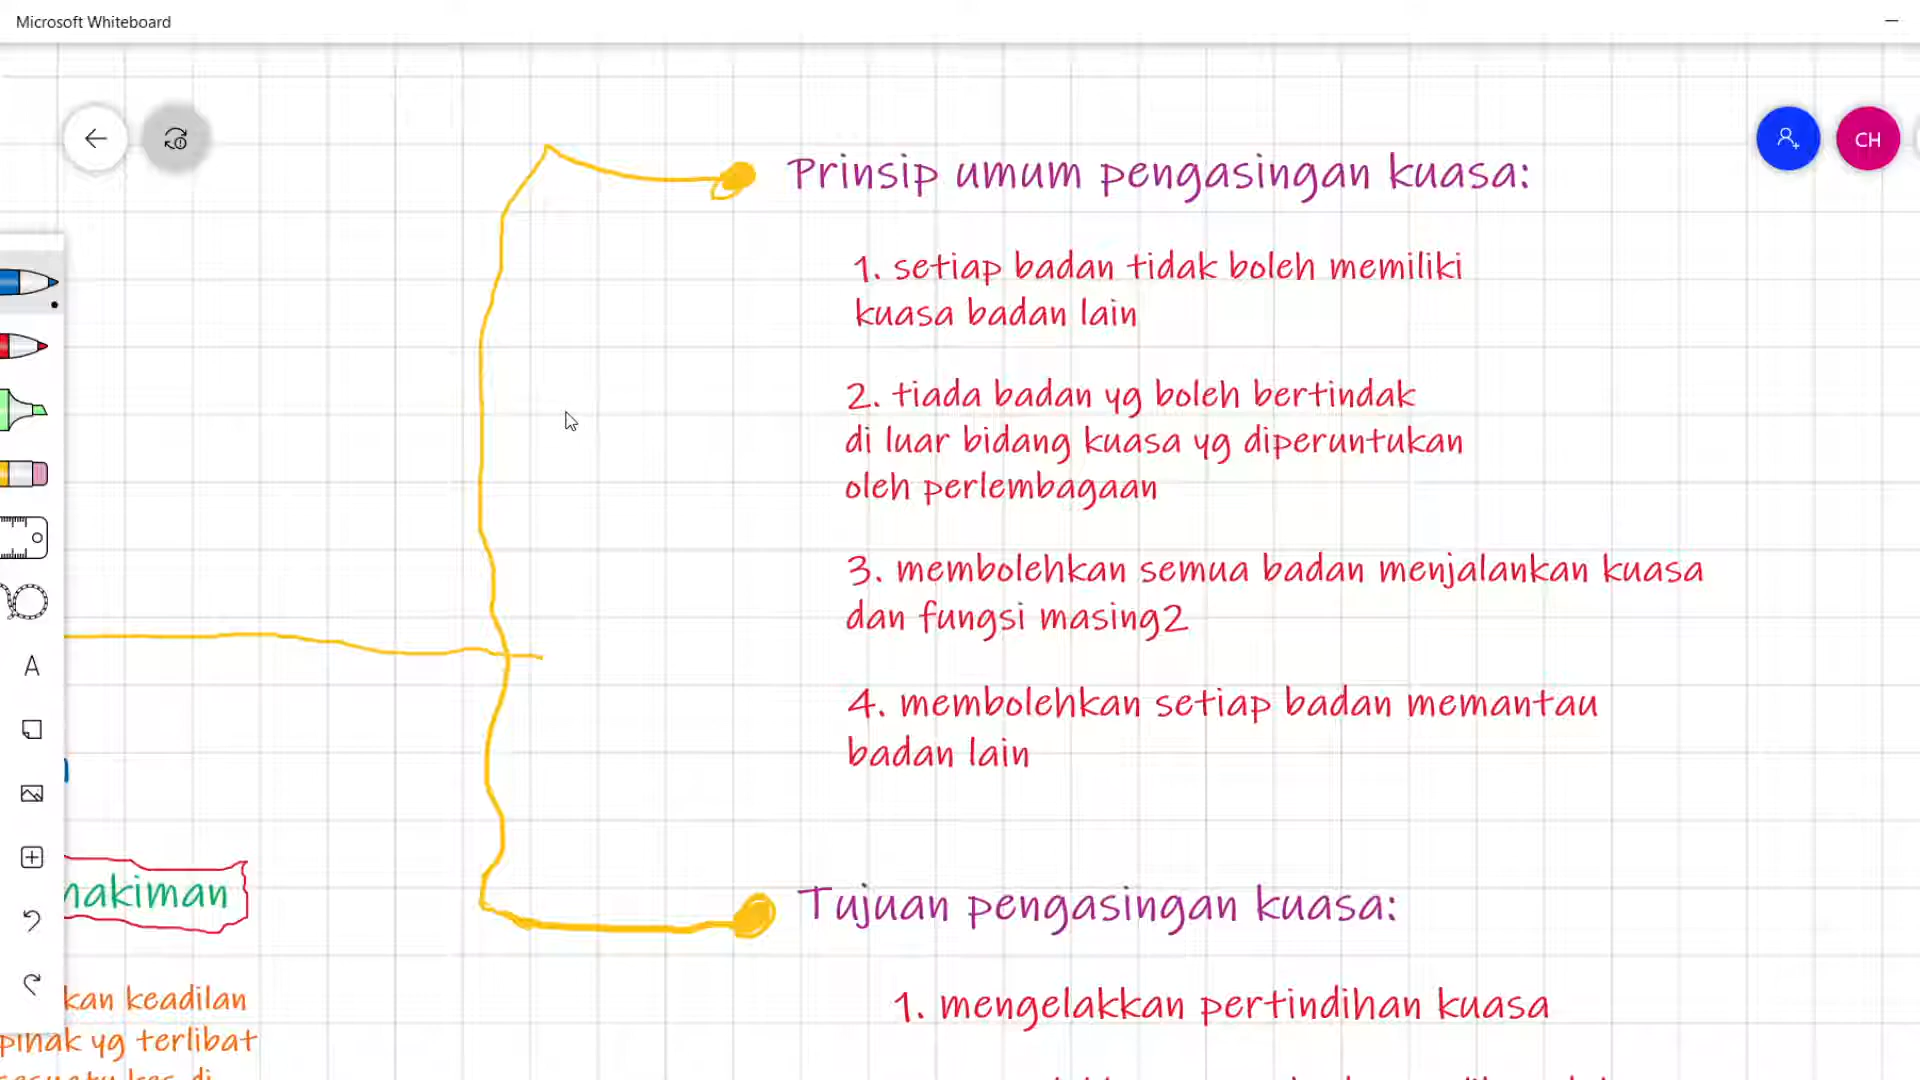 Microsoft Whiteboard
CH
Prinsip umum pengasingan kuasa:
1. setiap badan tidak boleh memiliki
kuasa badan lain
2. tiada badan yg boleh bertindak
di luar bidang kuasa yg diperuntukan
oleh perlembagaan
3. membolehkan semua badan menjalankan kuasa
dan fungsi masing2
4. membolehkan setiap badan memantau
badan lain
Tujuan pengasingan kuasa:
1. mengelakkan pertindihan kuasa
hakiman
kan keadilan
pihak yg terlibat